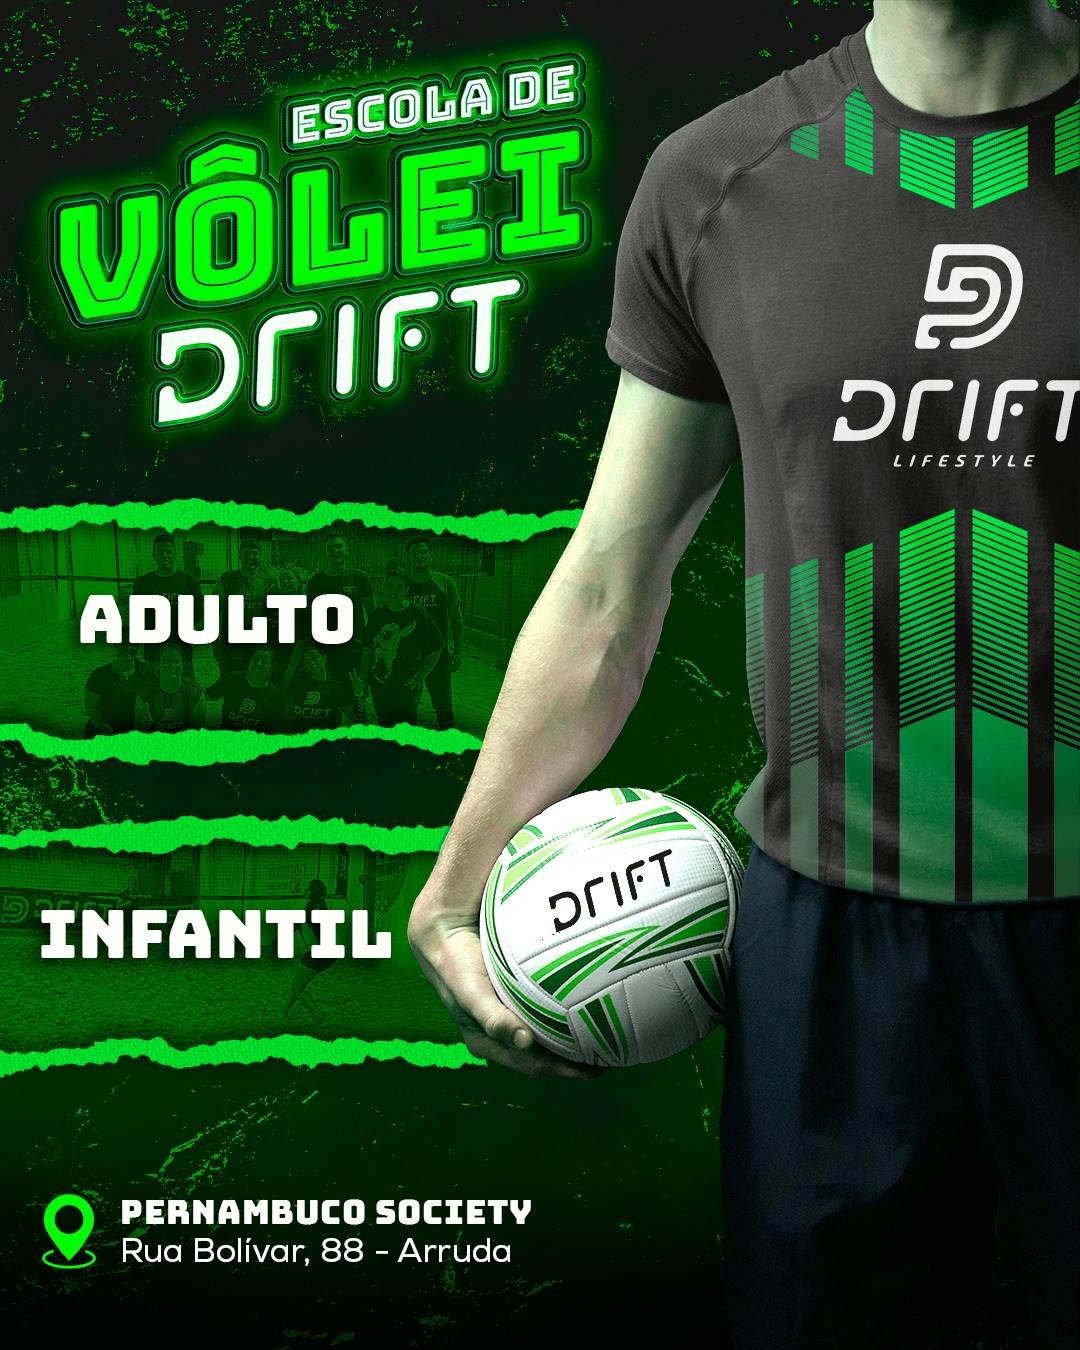 ESCOLA DE
VÔLEI
DRIFT
DRIFT
LIFESTYLE
ADULTO
DRIFT
INFANTIL
PERNAMBUCO SOCIETY
Rua Bolívar, 88 - Arruda